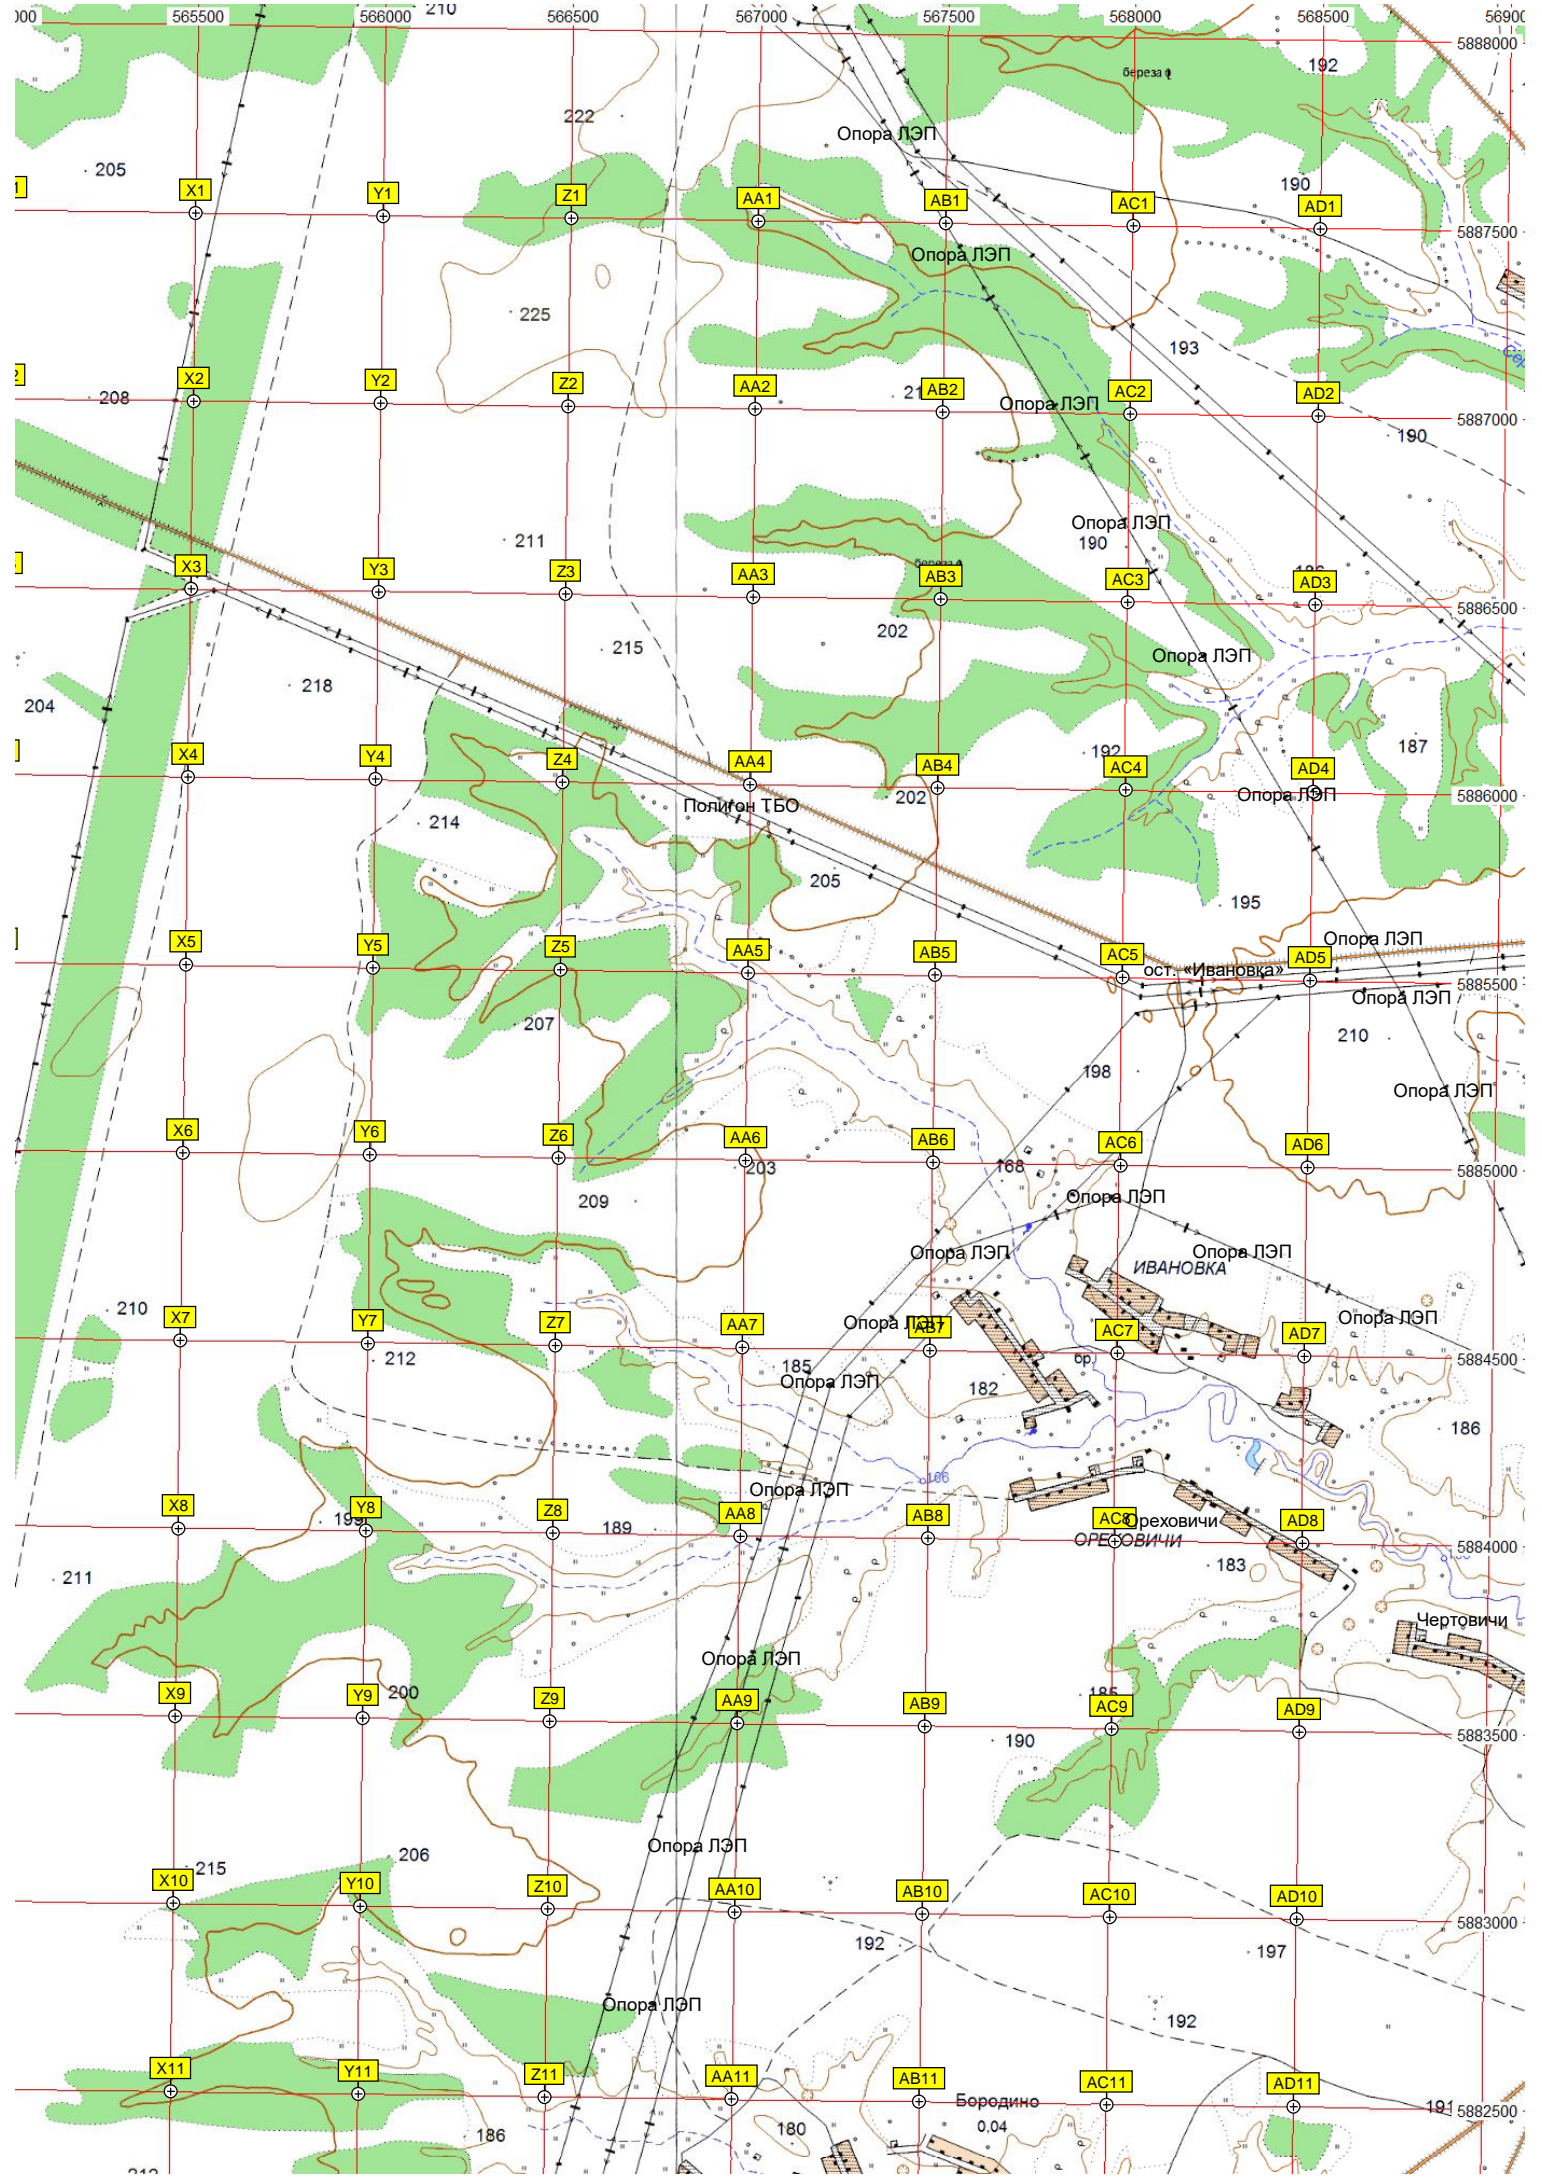 210
565500 566000 566500 567000 567500 568000 568500
5888000
192
береза
222
Опора ЛЭП
205
190
X1 Y1 Z1 AA1 AB1 AC1 AD1
5887500
Опора ЛЭП
225
193
X2 Y2 Z2 AA2 AB2 AC2 AD2
208
Опора ЛЭП
5887000
190
Опора ЛЭП
211
190
X3 Y3 Z3 AA3 AB3 AC3 AD3
5886500
202
215
Опора ЛЭП
218
204
187
192
X4 Y4 Z4 AA4 AB4 AC4 AD4
Опора ЛЭП
5886000
202
Полигон ТБО
214
205
195
Опора ЛЭП
X5 Y5 Z5 AA5 AB5 AC5 AD5
ост. «Ивановка»
5885500
Опора ЛЭП
207
210
198
Опора ЛЭП
X6 Y6 Z6 AA6 AB6 AC6 AD6
168
203
5885000
209
Опора ЛЭП
Опора ЛЭП
Опора ЛЭП
ИВАНОВКА
210
Опора ЛЭП
Опора ЛЭП
X7 Y7 Z7 AA7 AB7 AC7 AD7
212
бр.
5884500
185
Опора ЛЭП
182
186
166
Опора ЛЭП
X8 Y8 Z8 AA8 AB8 AC8 AD8
199
189
Ореховичи
ОРЕХОВИЧИ
5884000
183
211
Чертовичи
Опора ЛЭП
200
185
X9 Y9 Z9 AA9 AB9 AC9 AD9
5883500
190
Опора ЛЭП
206
215
X10 Y10 Z10 AA10 AB10 AC10 AD10
5883000
192
197
Опора ЛЭП
192
X11 Y11 Z11 AA11 AB11 AC11 AD11
Бородино
191
5882500
0,04
180
186